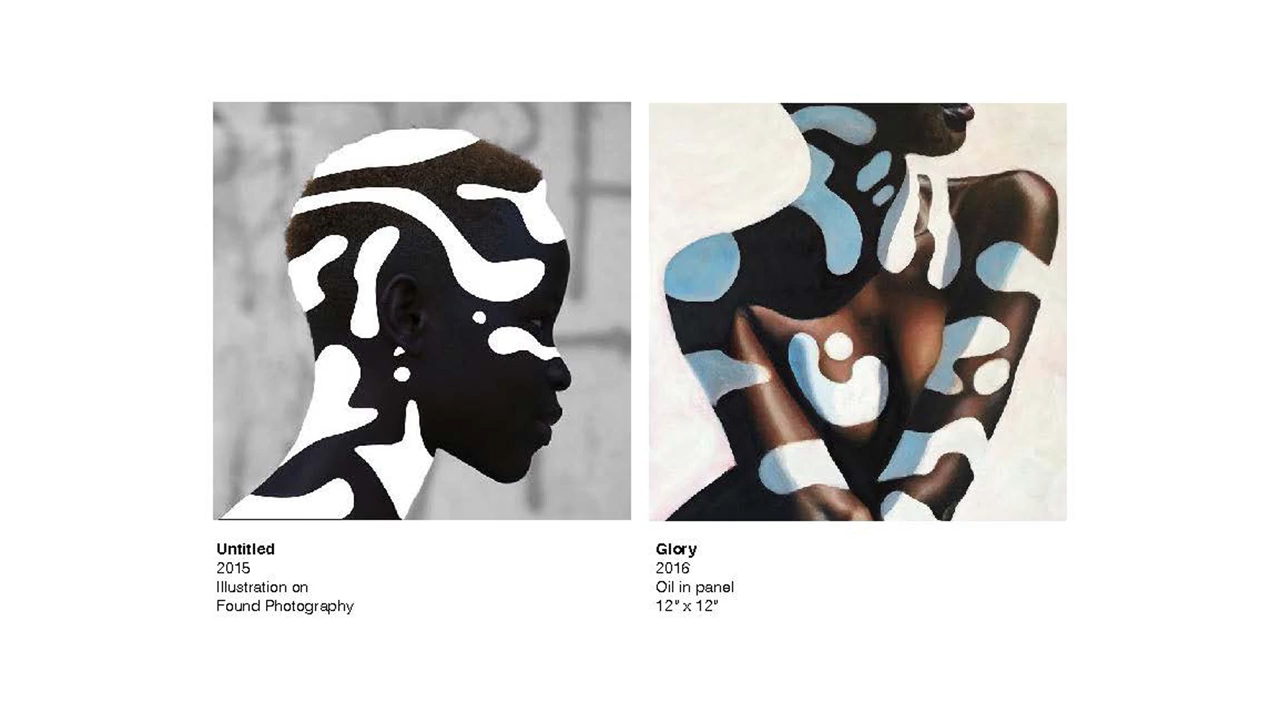 Untitled
2015
Illustration on
Found Photography
Glory
2016
Oil in panel
12" x 12"